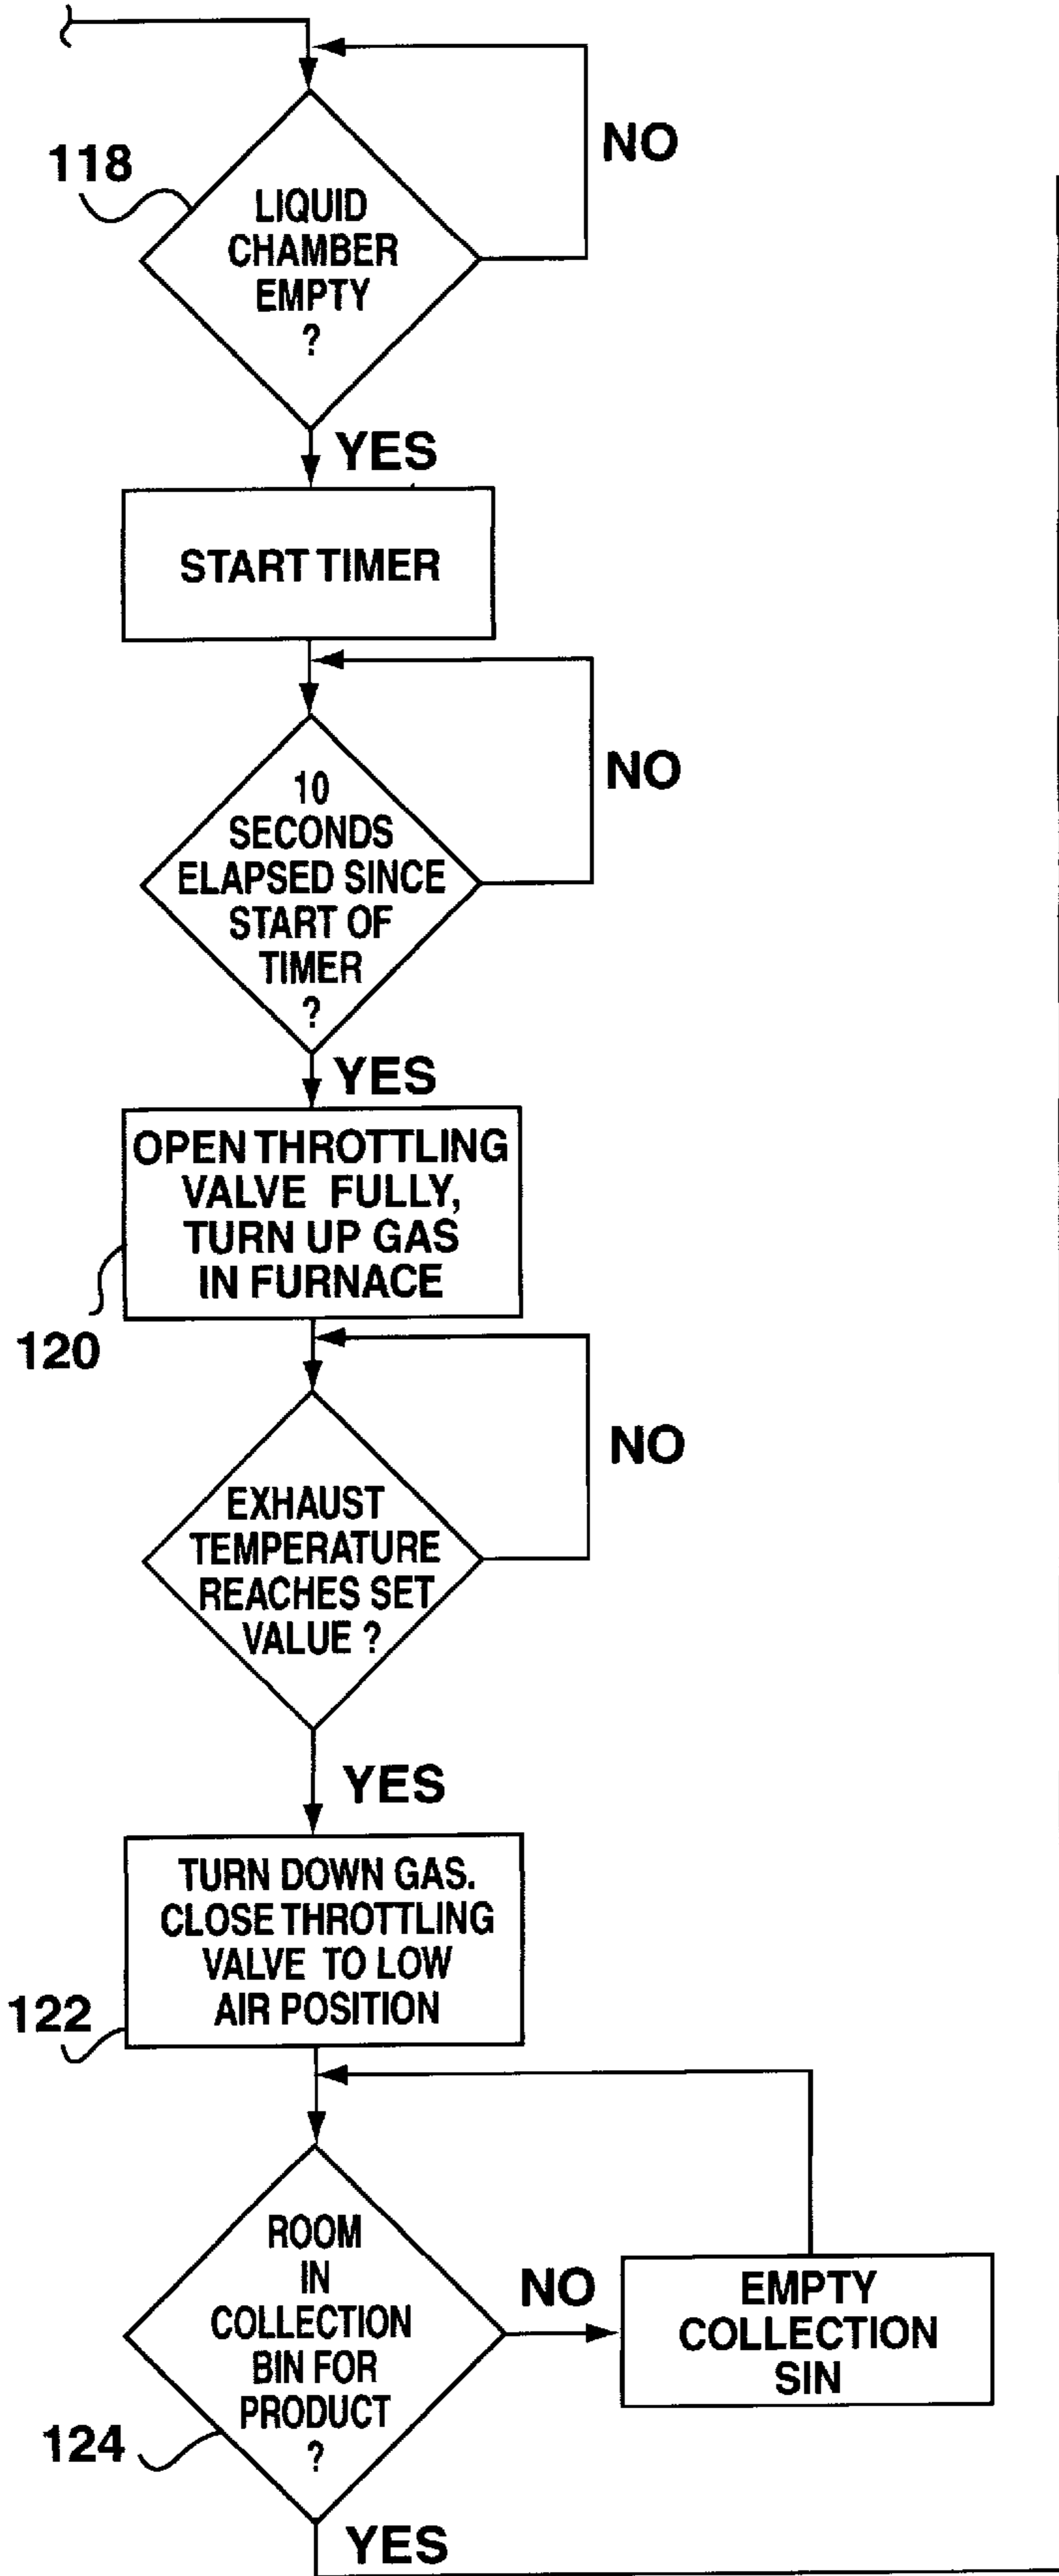 NO
118
LIQUID
CHAMBER
EMPTY
?
YES
START TIMER
NO
10
SECONDS
ELAPSED SINCE
START OF
TIMER
?
YES
OPEN THROTTLING
VALVE FULLY,
TURN UP GAS
IN FURNACE
120
NO
EXHAUST
TEMPERATURE
REACHES SET
VALUE ?
YES
TURN DOWN GAS.
CLOSE THROTTLING
VALVE TO LOW
AIR POSITION
122
ROOM
IN
COLLECTION
BIN FOR
PRODUCT
?
NO
EMPTY
COLLECTION
SIN
124
YES